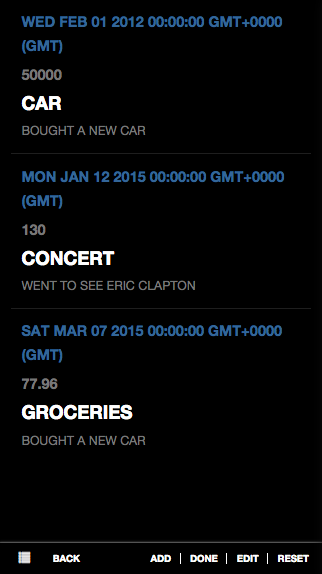 WED FEB 01 2012 00:00:00 GMT+0000
(GMT)
50000
CAR
BOUGHT A NEW CAR
MON JAN 12 2015 00:00:00 GMT+0000
(GMT)
130
CONCERT
WENT TO SEE ERIC CLAPTON
SAT MAR 07 2015 00:00:00 GMT+0000
(GMT)
77.96
GROCERIES
BOUGHT A NEW CAR
BACK ADD | DONE | EDIT | RESET